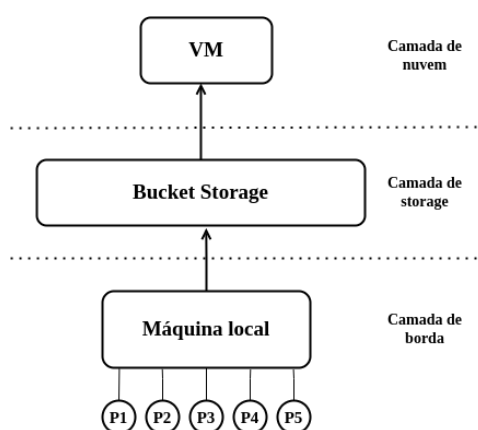 VM
Camada de
nuvem
Bucket Storage
Camada de
storage
Máquina local
Camada de
borda
P1 P2 P3 P4 P5